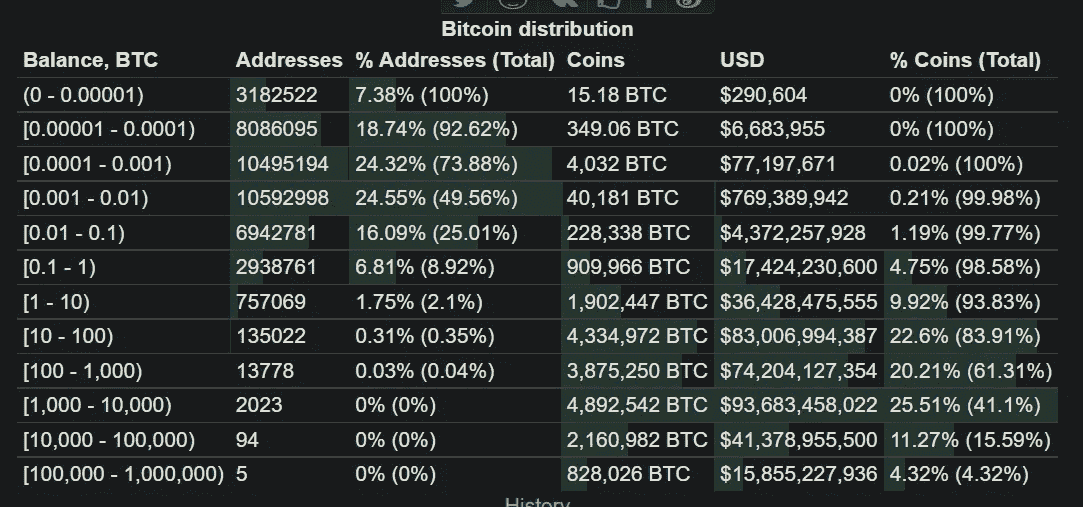 Bitcoin distribution
Balance, BTC Addresses % Addresses (Total) Coins USD % Coins (Total)
(0 - 0.00001) 3182522 7.38% (100%) 15.18 BTC $290,604 0% (100%)
[0.00001 - 0.0001) 8086095 18.74% (92.62%) 349.06 BTC $6,683,955 0% (100%)
[0.0001 - 0.001) 10495194 24.32% (73.88%) 4,032 BTC $77,197,671 0.02% (100%)
[0.001 - 0.01) 10592998 24.55% (49.56%) 40,181 BTC $769,389,942 0.21% (99.98%)
[0.01 - 0.1) 6942781 16.09% (25.01%) 228,338 BTC $4,372,257,928 1.19% (99.77%)
[0.1 - 1) 2938761 6.81% (8.92%) 909,966 BTC $17,424,230,600 4.75% (98.58%)
[1 - 10) 757069 1.75% (2.1%) 1,902,447 BTC $36,428,475,555 9.92% (93.83%)
[10 - 100) 135022 0.31% (0.35%) 4,334,972 BTC $83,006,994,387 22.6% (83.91%)
[100 - 1,000) 13778 0.03% (0.04%) 3,875,250 BTC $74,204,127,354 20.21% (61.31%)
[1,000 - 10,000) 2023 0% (0%) 4,892,542 BTC $93,683,458,022 25.51% (41.1%)
[10,000 - 100,000) 94 0% (0%) 2,160,982 BTC $41,378,955,500 11.27% (15.59%)
[100,000 - 1,000,000) 5 0% (0%) 828,026 BTC $15,855,227,936 4.32% (4.32%)
History